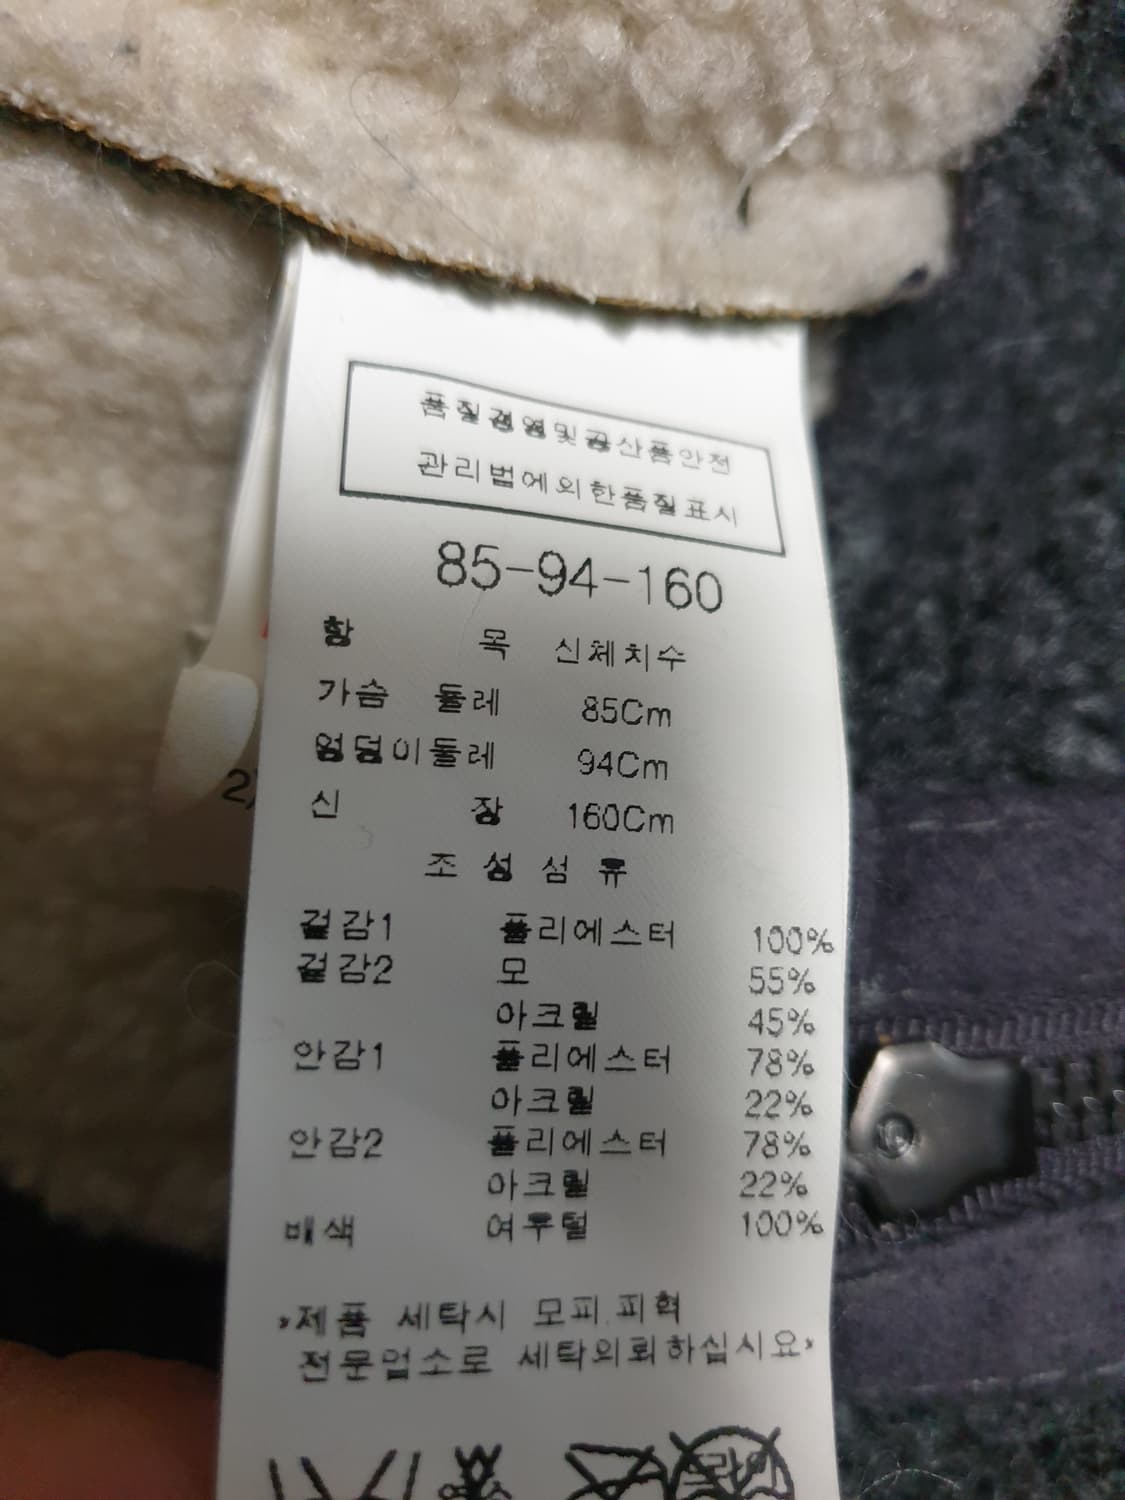 품질경영및공산품안전
관리법에의한품질표시
85-94-160
항 목 신체치수
가슴 둘레 85Cm
엉덩이둘레 94Cm
신 장 160Cm
조 성 섬 유
겉감1 폴리에스터 100%
겉감2 모 55%
아크릴 45%
안감1 폴리에스터 78%
아크릴 22%
안감2 폴리에스터 78%
아크릴 22%
배색 여우털 100%
*제품 세탁시 모피.피혁
전문업소로 세탁의뢰하십시요*
드라이
2)